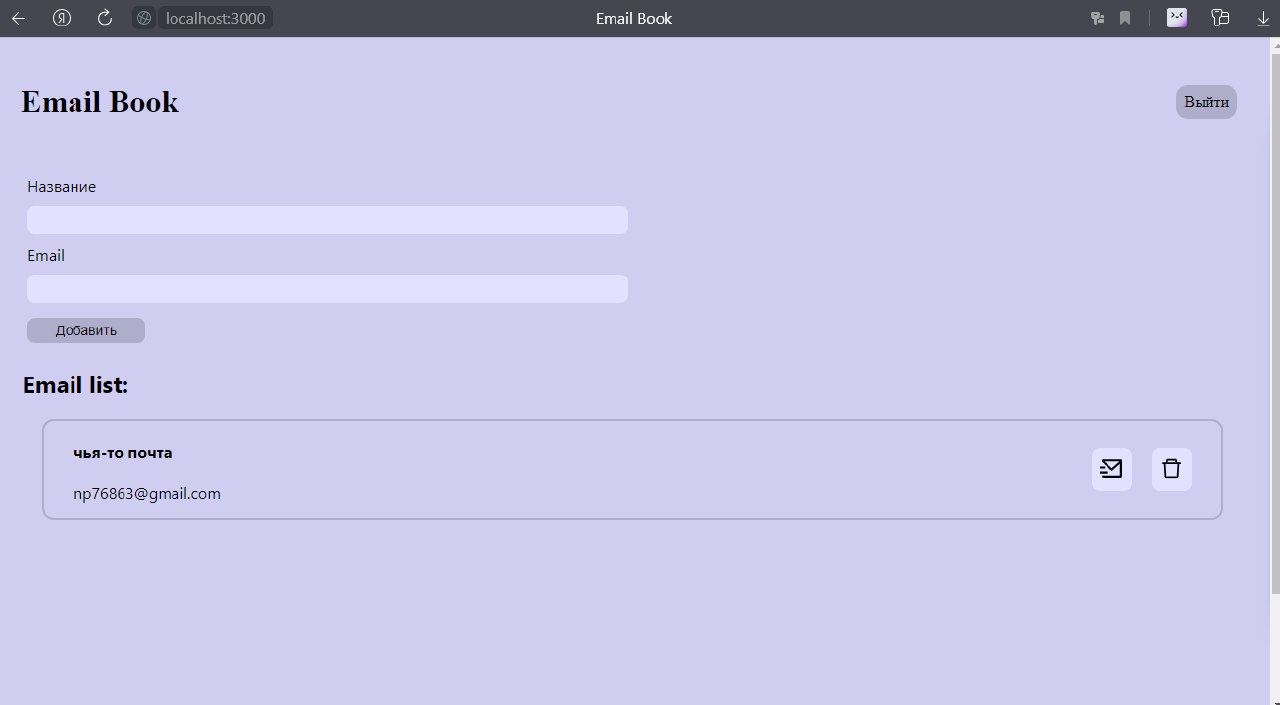 localhost:3000
Email Book
Email Book
Выйти
Название
Email
Добавить
Email list:
чья-то почта
np76863@gmail.com